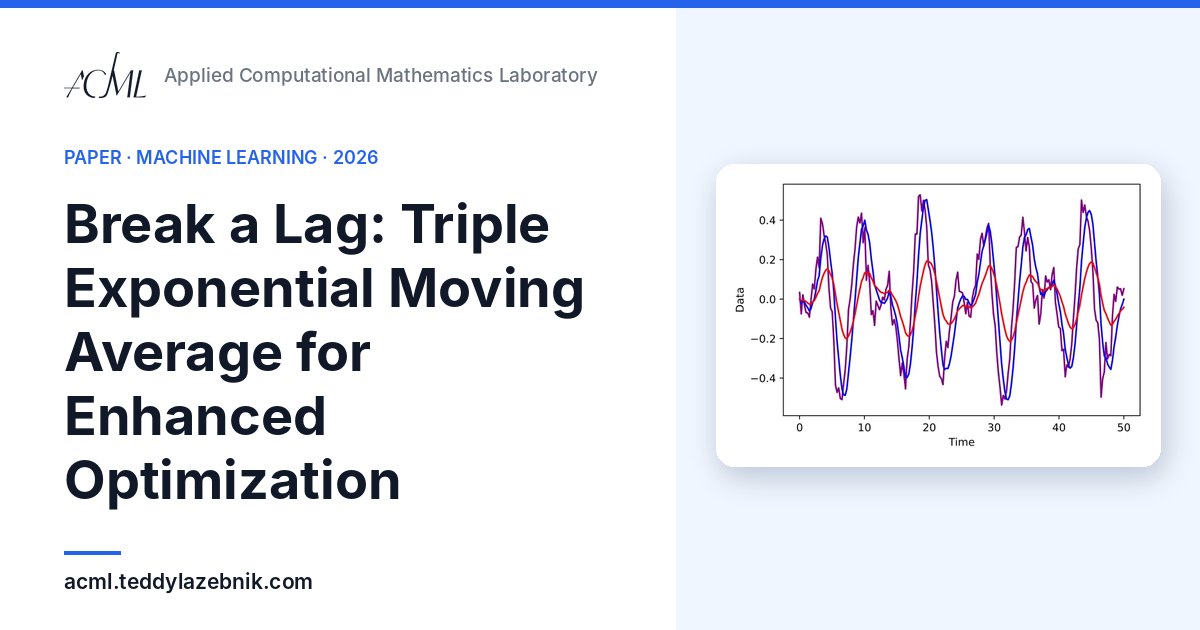 ACML Applied Computational Mathematics Laboratory
PAPER · MACHINE LEARNING · 2026
Break a Lag: Triple
Exponential Moving
Average for
Enhanced
Optimization
acml.teddylazebnik.com
0.4
0.2
0.0
−0.2
−0.4
Data
0 10 20 30 40 50
Time